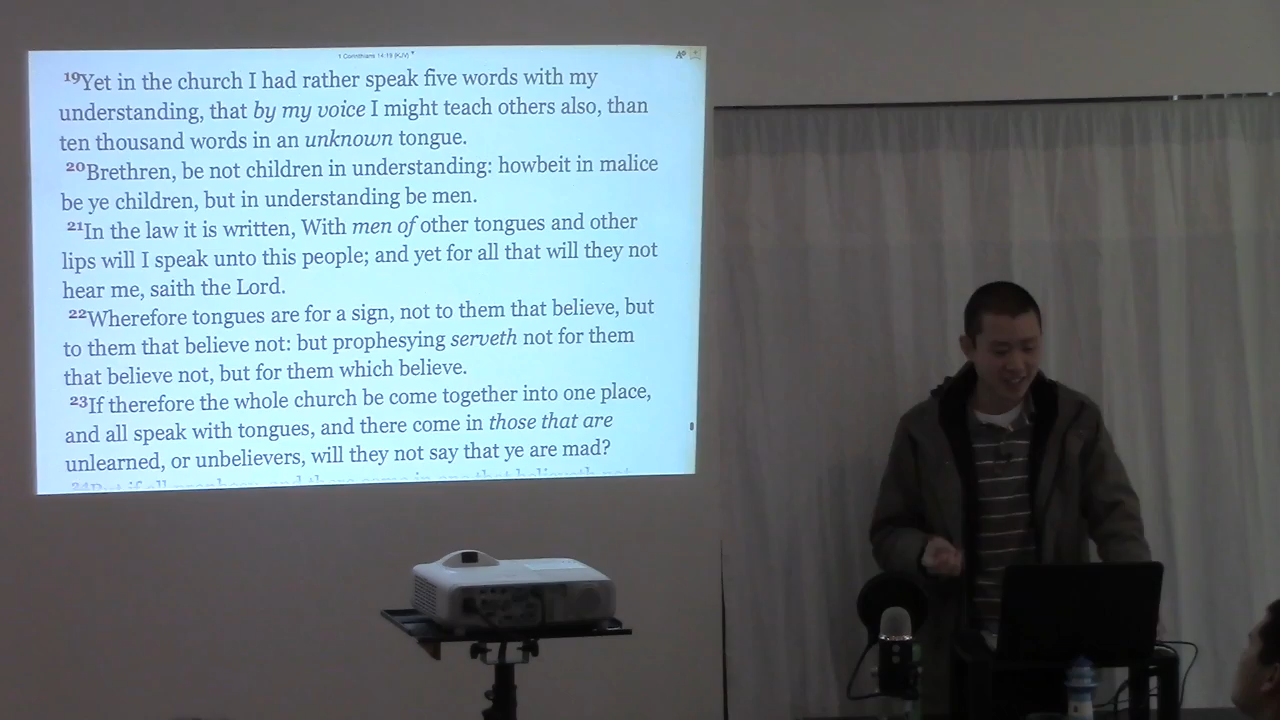 1 Corinthians 14:19 (KJV)
19Yet in the church I had rather speak five words with my
understanding, that by my voice I might teach others also, than
ten thousand words in an unknown tongue.
20Brethren, be not children in understanding: howbeit in malice
be ye children, but in understanding be men.
21In the law it is written, With men of other tongues and other
lips will I speak unto this people; and yet for all that will they not
hear me, saith the Lord.
22Wherefore tongues are for a sign, not to them that believe, but
to them that believe not: but prophesying serveth not for them
that believe not, but for them which believe.
23If therefore the whole church be come together into one place,
and all speak with tongues, and there come in those that are
unlearned, or unbelievers, will they not say that ye are mad?